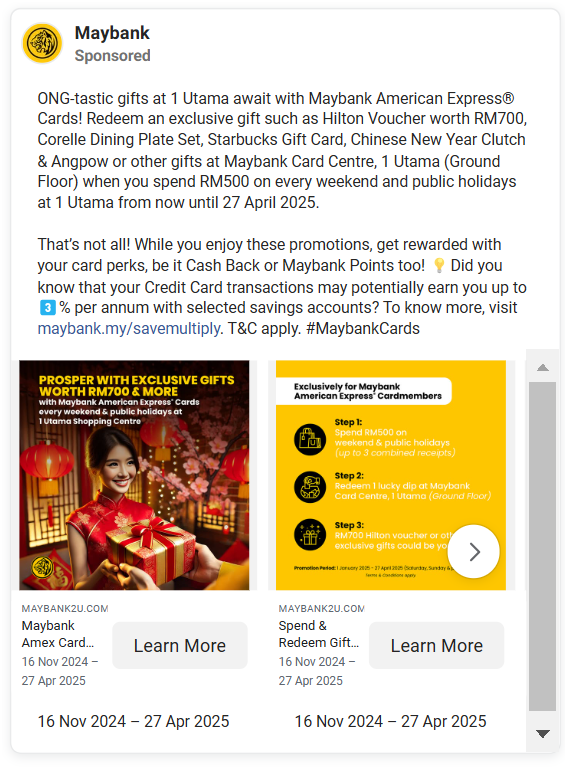 Maybank
Sponsored
ONG-tastic gifts at 1 Utama await with Maybank American Express®
Cards! Redeem an exclusive gift such as Hilton Voucher worth RM700,
Corelle Dining Plate Set, Starbucks Gift Card, Chinese New Year Clutch
& Angpow or other gifts at Maybank Card Centre, 1 Utama (Ground
Floor) when you spend RM500 on every weekend and public holidays
at 1 Utama from now until 27 April 2025.
That’s not all! While you enjoy these promotions, get rewarded with
your card perks, be it Cash Back or Maybank Points too! 💡 Did you
know that your Credit Card transactions may potentially earn you up to
3️⃣ % per annum with selected savings accounts? To know more, visit
maybank.my/savemultiply. T&C apply. #MaybankCards
PROSPER WITH EXCLUSIVE GIFTS
WORTH RM700 & MORE
with Maybank American Express® Cards
every weekend & public holidays at
1 Utama Shopping Centre
Exclusively for Maybank
American Express® Cardmembers
Step 1:
Spend RM500 on
weekend & public holidays
(up to 3 combined receipts)
Step 2:
Redeem 1 lucky dip at Maybank
Card Centre, 1 Utama (Ground Floor)
Step 3:
RM700 Hilton voucher or oth
exclusive gifts could be yo
Promotion Period: 1 January 2025 - 27 April 2025 (Saturday, Sunday &
Terms & Conditions apply
MAYBANK2U.COM
Maybank
Amex Card...
16 Nov 2024 –
27 Apr 2025
Learn More
MAYBANK2U.COM
Spend &
Redeem Gift...
16 Nov 2024 –
27 Apr 2025
Learn More
16 Nov 2024 – 27 Apr 2025
16 Nov 2024 – 27 Apr 2025